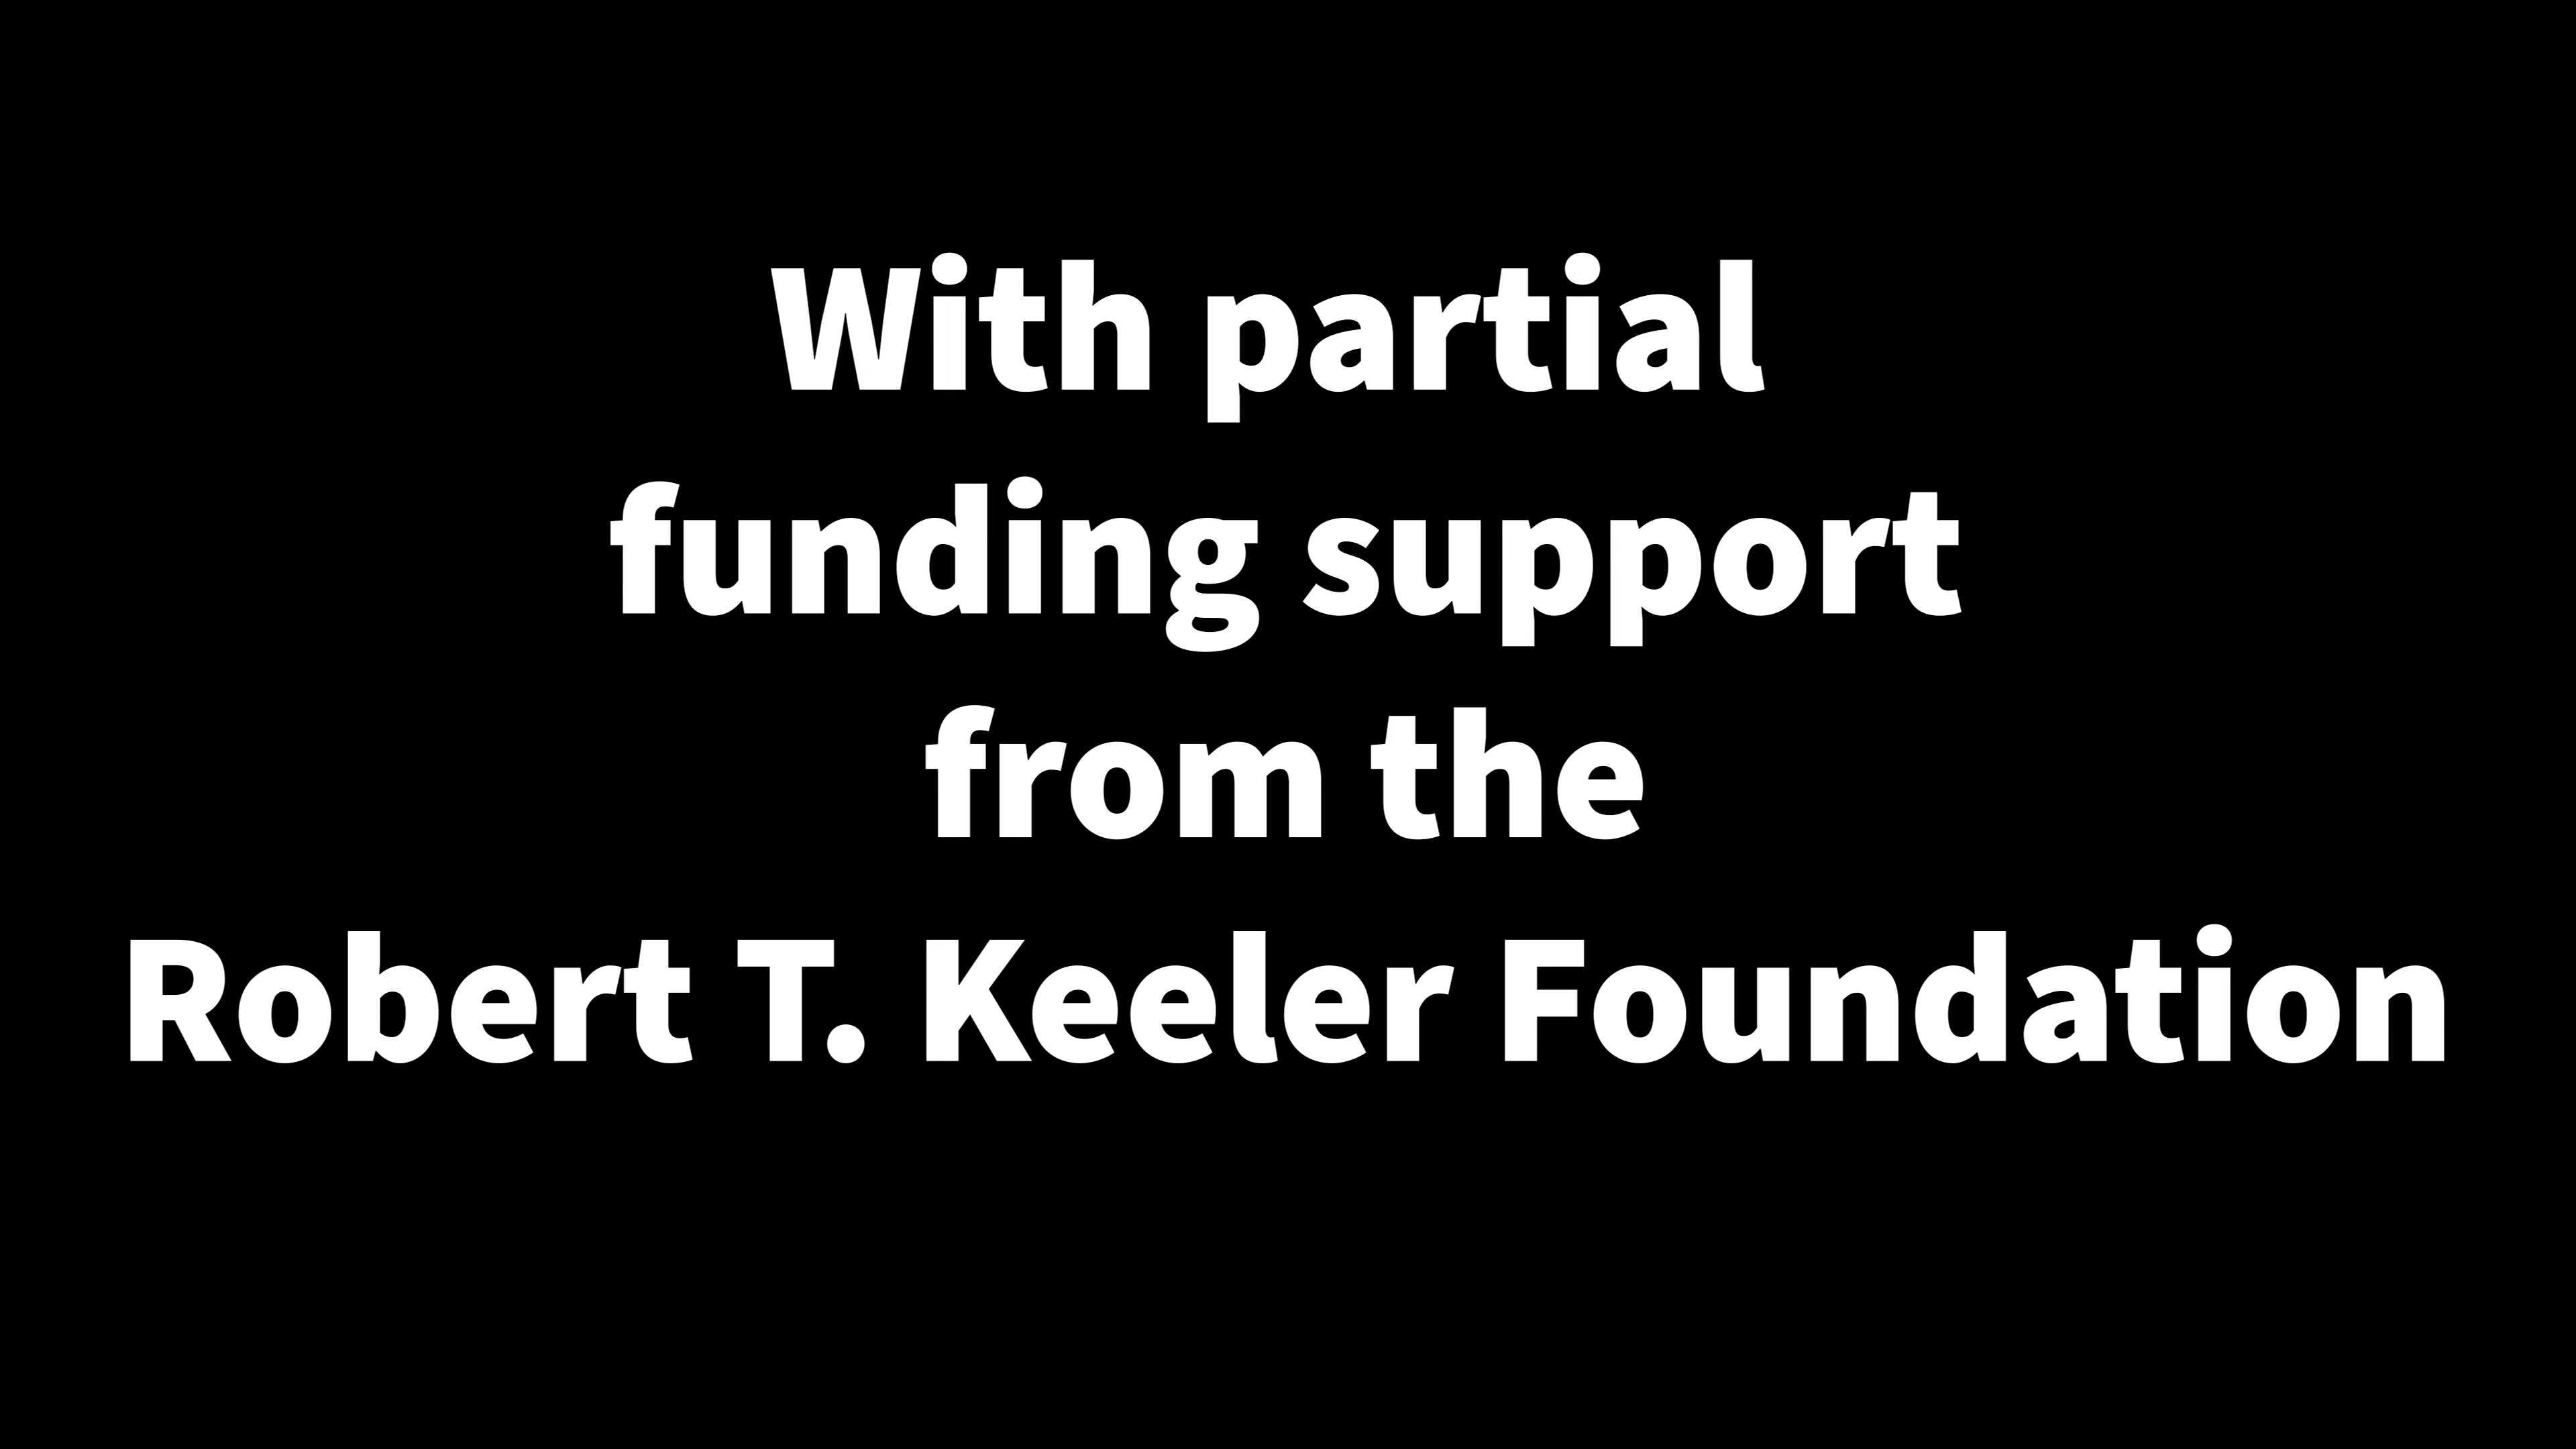 With partial
funding support
from the
Robert T. Keeler Foundation